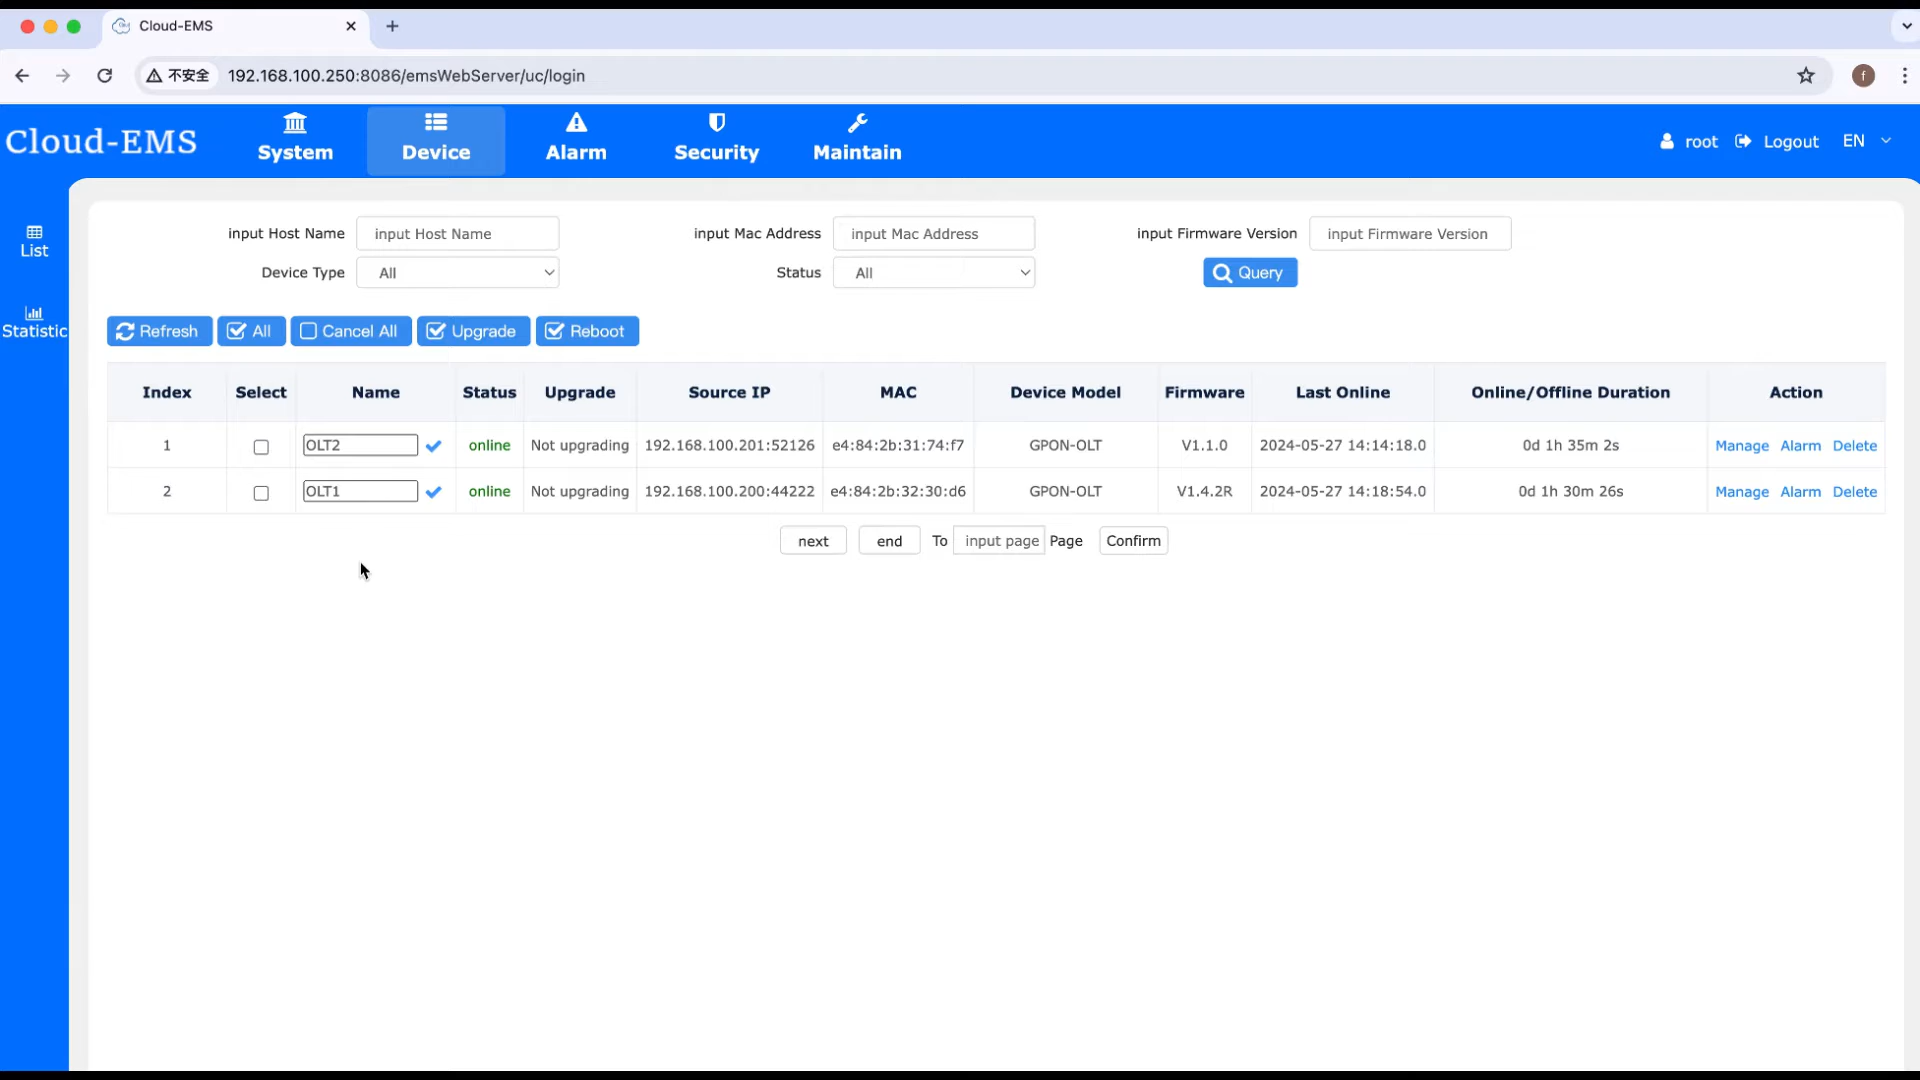 Cloud-EMS
不安全 192.168.100.250:8086/emsWebServer/uc/login f
Cloud-EMS System Device Alarm Security Maintain root Logout EN
List
Statistic
input Host Name input Host Name input Mac Address input Mac Address input Firmware Version input Firmware Version
Device Type All Status All Query
Refresh All Cancel All Upgrade Reboot
Index Select Name Status Upgrade Source IP MAC Device Model Firmware Last Online Online/Offline Duration Action
1 OLT2 online Not upgrading 192.168.100.201:52126 e4:84:2b:31:74:f7 GPON-OLT V1.1.0 2024-05-27 14:14:18.0 0d 1h 35m 2s Manage Alarm Delete
2 OLT1 online Not upgrading 192.168.100.200:44222 e4:84:2b:32:30:d6 GPON-OLT V1.4.2R 2024-05-27 14:18:54.0 0d 1h 30m 26s Manage Alarm Delete
next end To input page Page Confirm